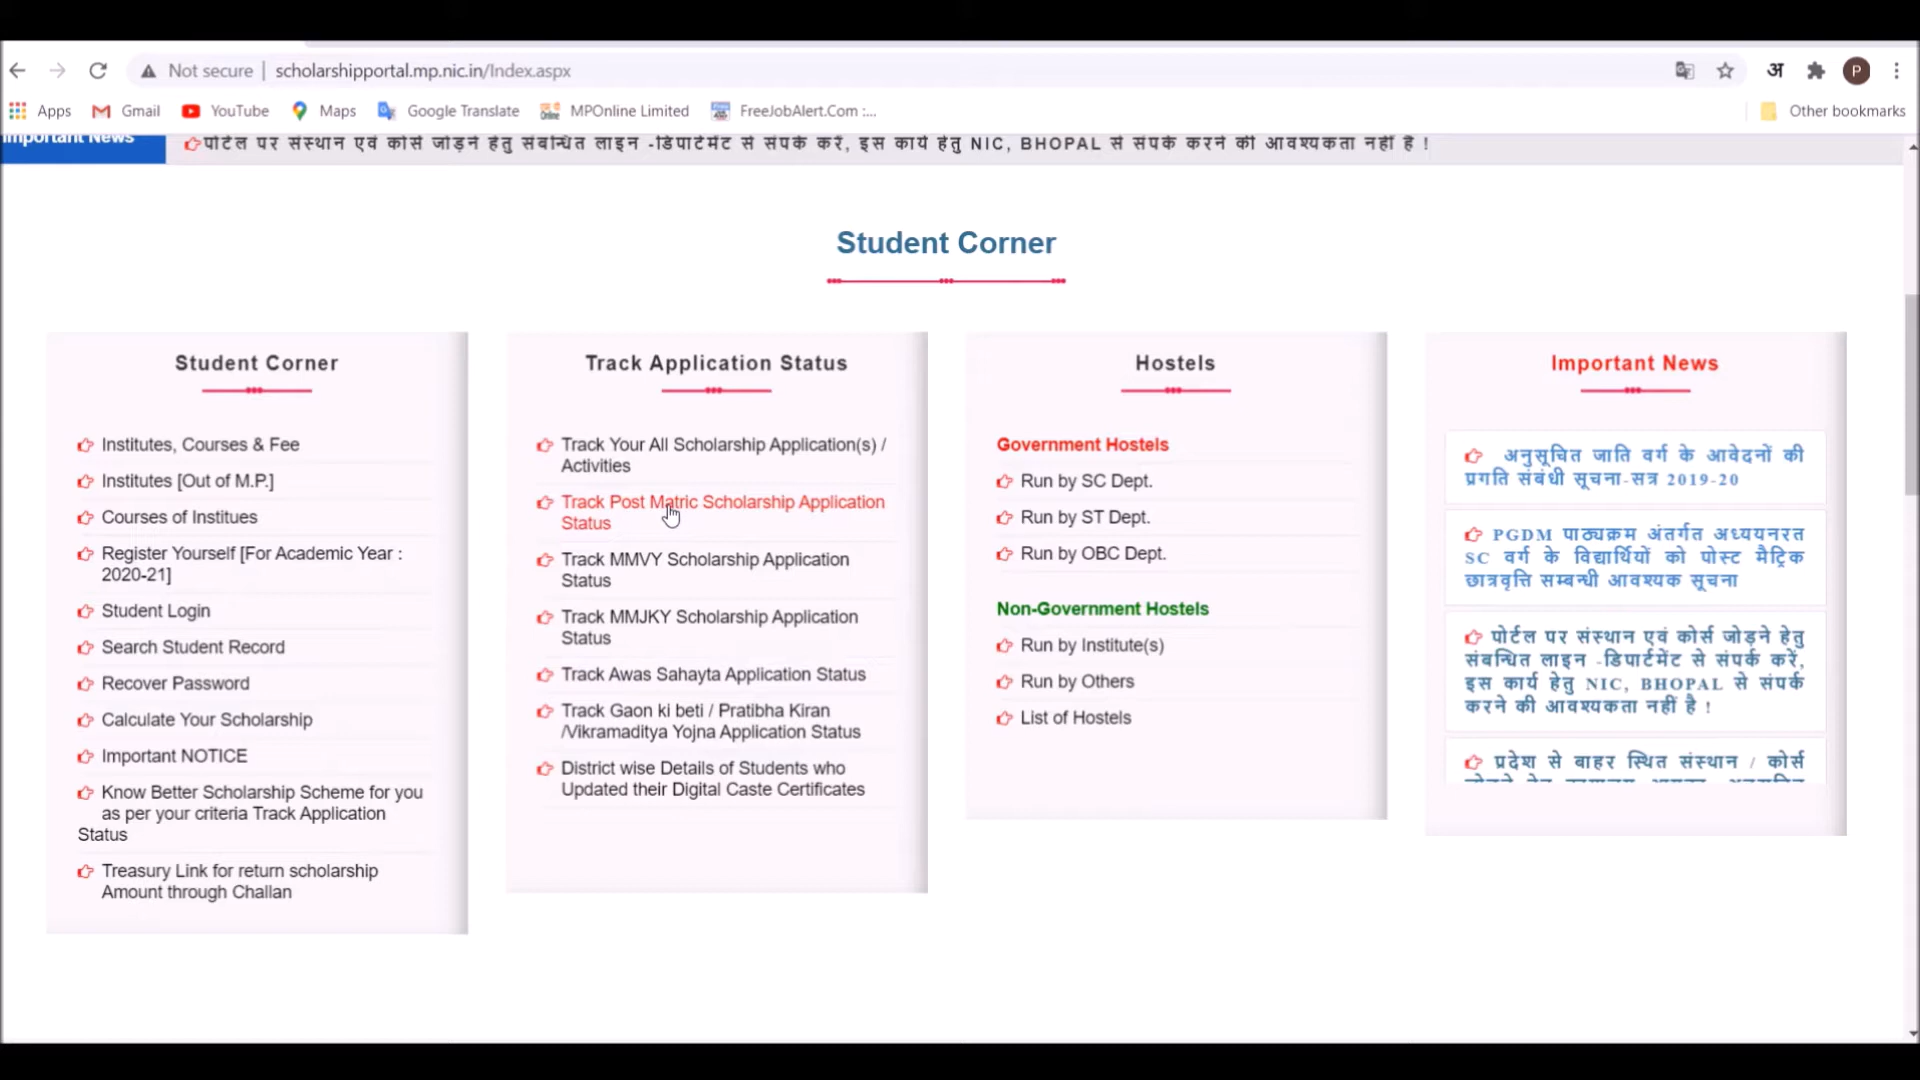 Not secure | scholarshipportal.mp.nic.in/Index.aspx
अ
P
Apps Gmail YouTube Maps Google Translate MPOnline Limited FreeJobAlert.Com :... Other bookmarks
Important News पोर्टल पर संस्थान एवं कोर्स जोड़ने हेतु संबन्धित लाइन -डिपार्टमेंट से संपर्क करें, इस कार्य हेतु NIC, BHOPAL से संपर्क करने की आवश्यकता नहीं है !
Student Corner
Student Corner
Institutes, Courses & Fee
Institutes [Out of M.P.]
Courses of Institues
Register Yourself [For Academic Year :
2020-21]
Student Login
Search Student Record
Recover Password
Calculate Your Scholarship
Important NOTICE
Know Better Scholarship Scheme for you
as per your criteria Track Application
Status
Treasury Link for return scholarship
Amount through Challan
Track Application Status
Track Your All Scholarship Application(s) /
Activities
Track Post Matric Scholarship Application
Status
Track MMVY Scholarship Application
Status
Track MMJKY Scholarship Application
Status
Track Awas Sahayta Application Status
Track Gaon ki beti / Pratibha Kiran
/Vikramaditya Yojna Application Status
District wise Details of Students who
Updated their Digital Caste Certificates
Hostels
Government Hostels
Run by SC Dept.
Run by ST Dept.
Run by OBC Dept.
Non-Government Hostels
Run by Institute(s)
Run by Others
List of Hostels
Important News
अनुसूचित जाति वर्ग के आवेदनों की
प्रगति संबंधी सूचना-सत्र 2019-20
PGDM पाठ्यक्रम अंतर्गत अध्ययनरत
SC वर्ग के विद्यार्थियों को पोस्ट मैट्रिक
छात्रवृत्ति सम्बन्धी आवश्यक सूचना
पोर्टल पर संस्थान एवं कोर्स जोड़ने हेतु
संबन्धित लाइन -डिपार्टमेंट से संपर्क करें,
इस कार्य हेतु NIC, BHOPAL से संपर्क
करने की आवश्यकता नहीं है !
प्रदेश से बाहर स्थित संस्थान / कोर्स